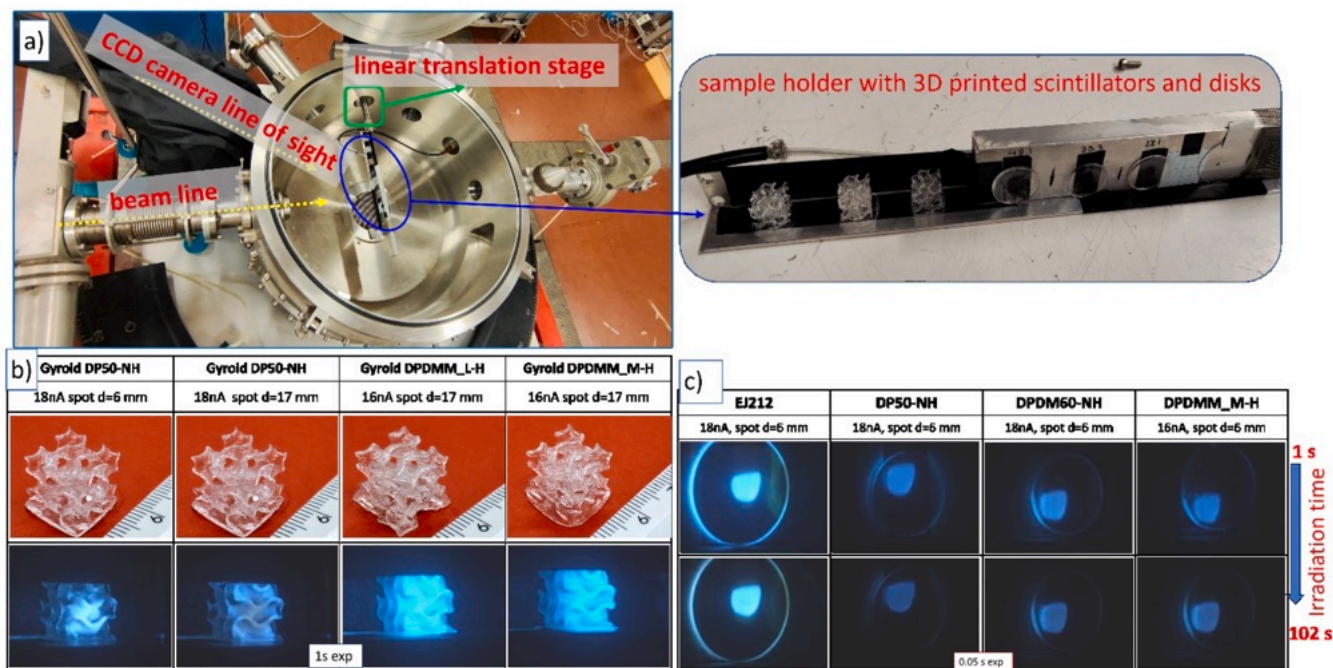 a)
CCD camera line of sight
linear translation stage
beam line
sample holder with 3D printed scintillators and disks
b)
Gyroid DP50-NH
Gyroid DP50-NH
Gyroid DPDMM_L-H
Gyroid DPDMM_M-H
18nA spot d=6 mm
18nA spot d=17 mm
16nA spot d=17 mm
16nA spot d=17 mm
1s exp
c)
EJ212
DP50-NH
DPDM60-NH
DPDMM_M-H
18nA, spot d=6 mm
18nA, spot d=6 mm
18nA, spot d=6 mm
16nA, spot d=6 mm
1 s
Irradiation time
102 s
0.05 s exp